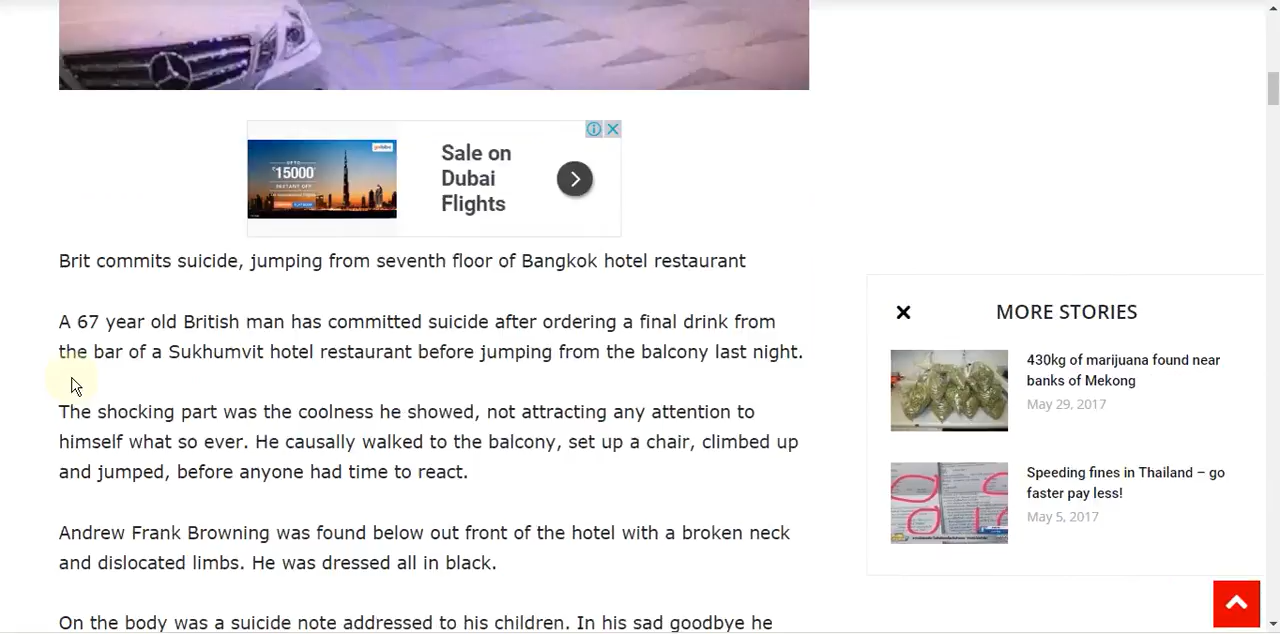 UPTO
₹15000
INSTANT OFF
Sale on
Dubai
Flights
Brit commits suicide, jumping from seventh floor of Bangkok hotel restaurant
A 67 year old British man has committed suicide after ordering a final drink from
the bar of a Sukhumvit hotel restaurant before jumping from the balcony last night.
The shocking part was the coolness he showed, not attracting any attention to
himself what so ever. He causally walked to the balcony, set up a chair, climbed up
and jumped, before anyone had time to react.
Andrew Frank Browning was found below out front of the hotel with a broken neck
and dislocated limbs. He was dressed all in black.
On the body was a suicide note addressed to his children. In his sad goodbye he
MORE STORIES
430kg of marijuana found near
banks of Mekong
May 29, 2017
Speeding fines in Thailand – go
faster pay less!
May 5, 2017